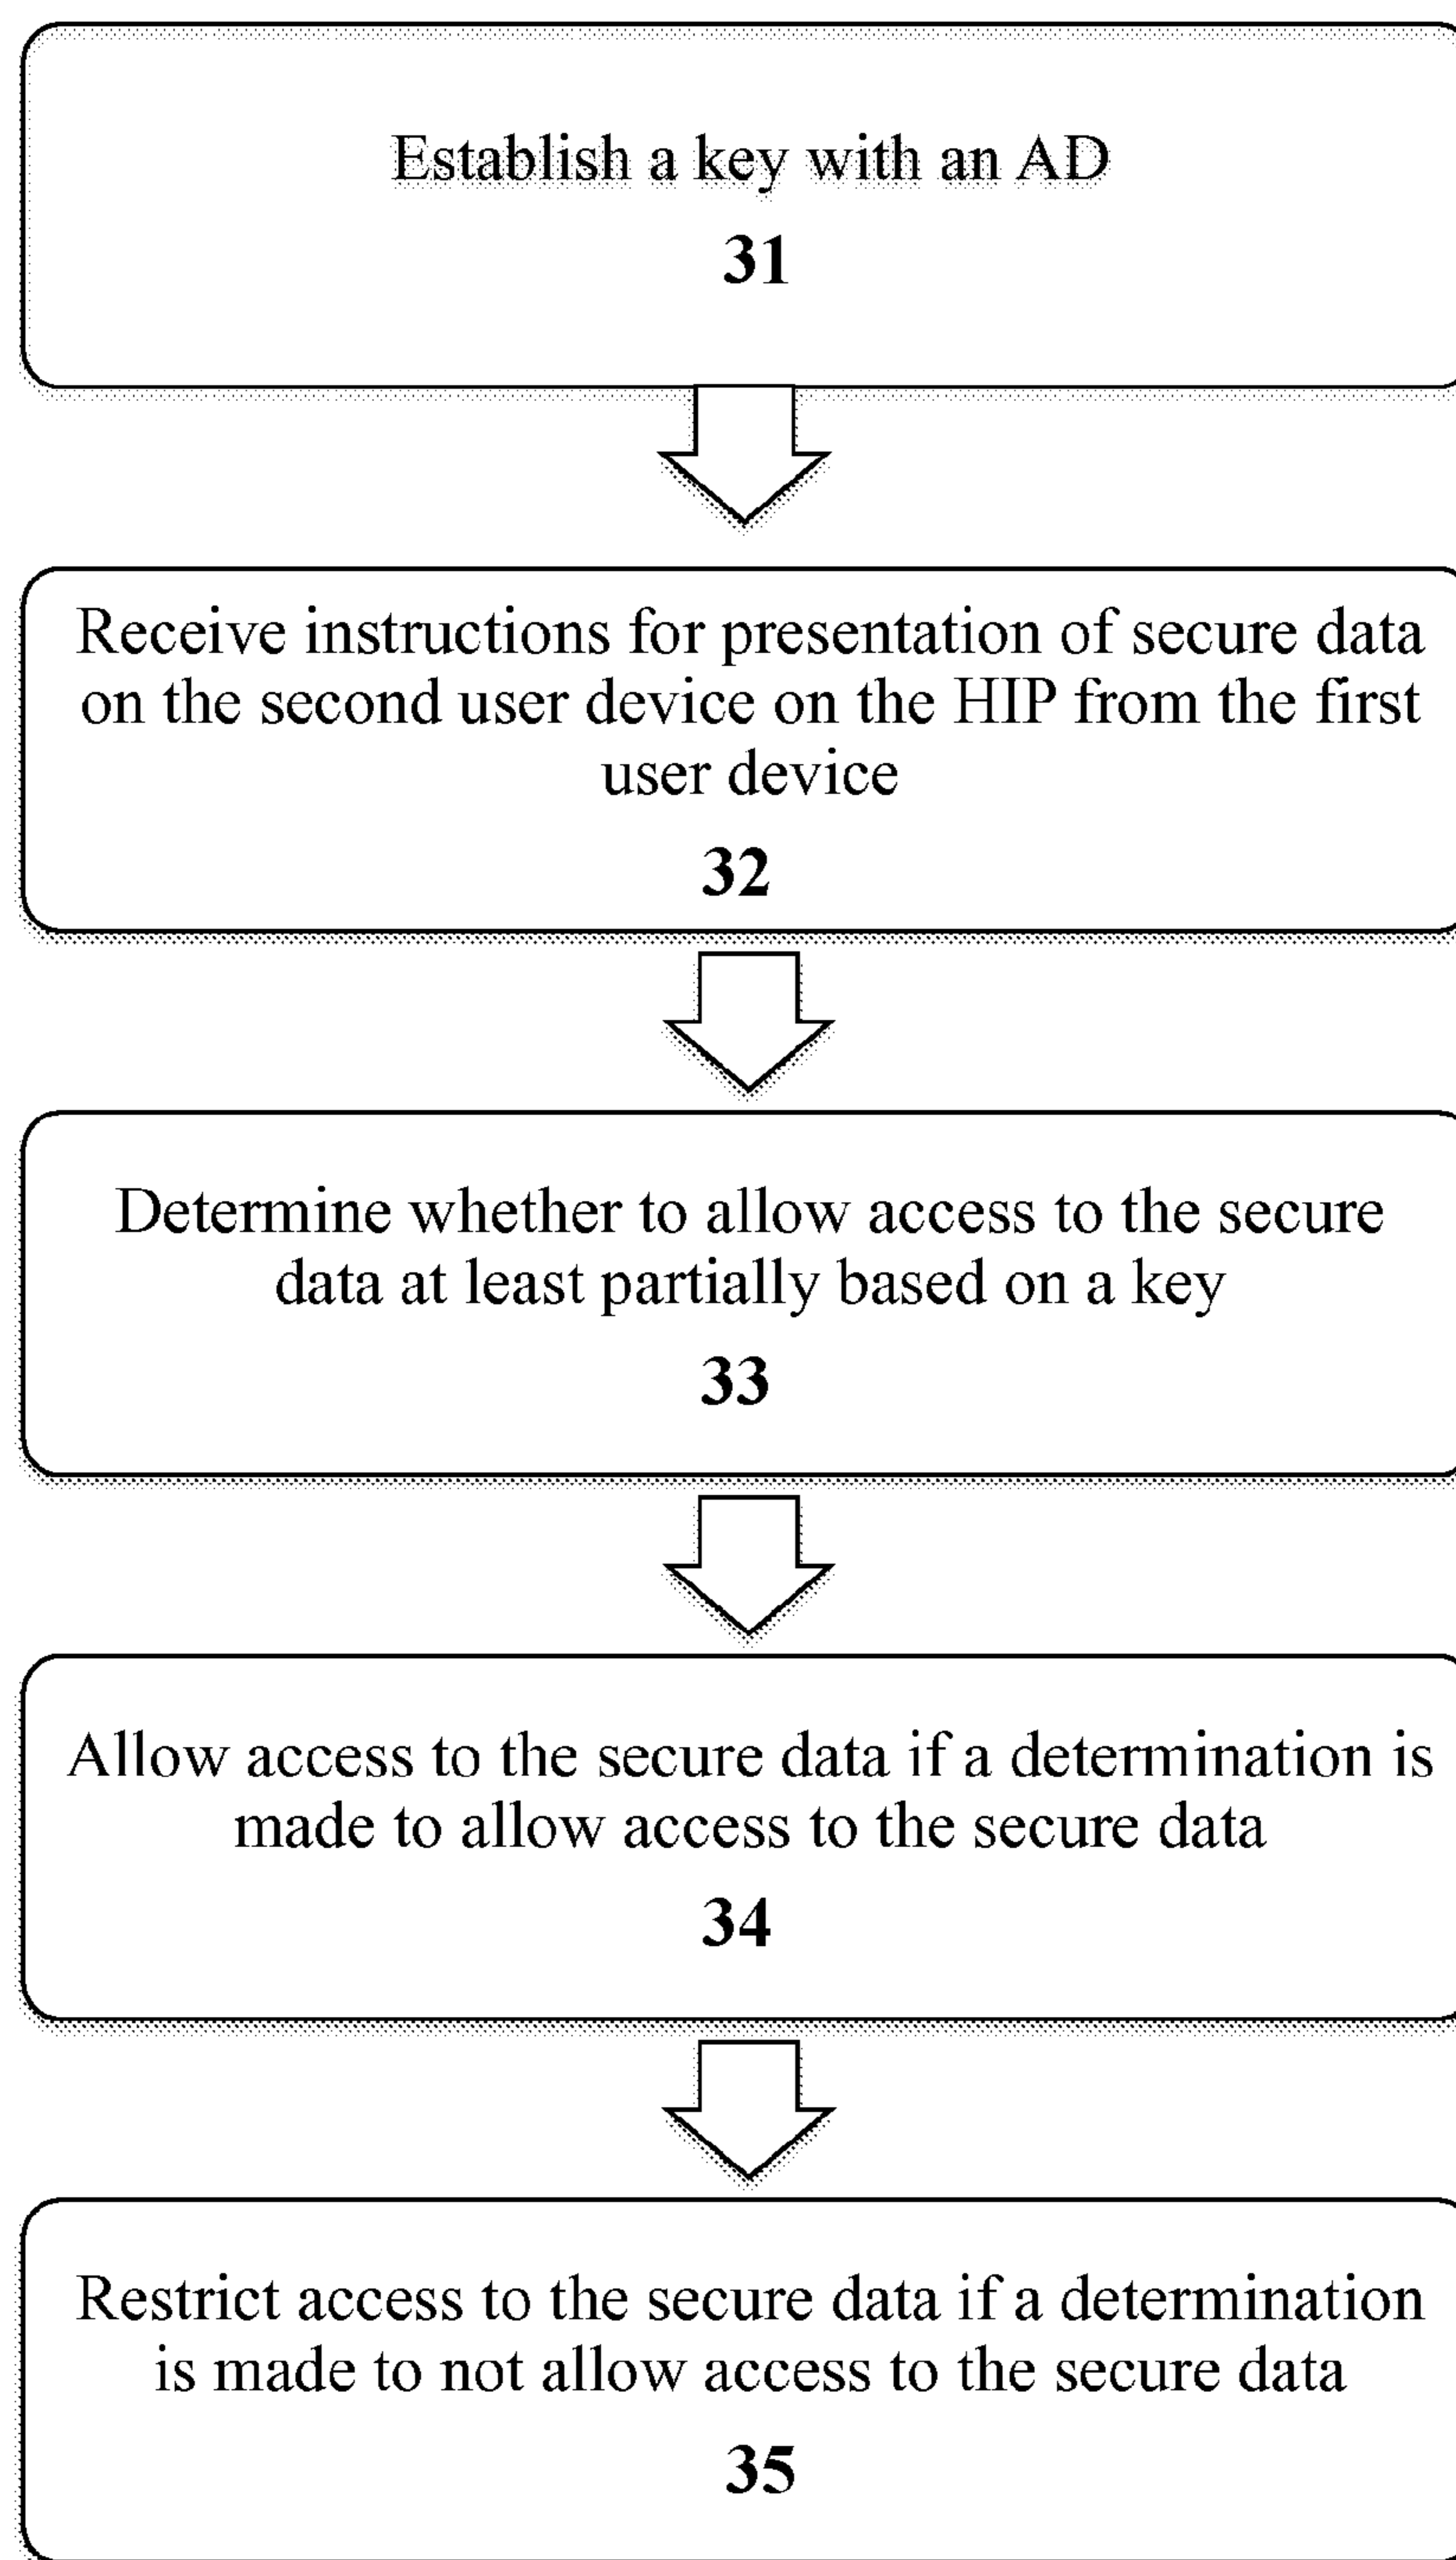 Establish a key with an AD
31
Receive instructions for presentation of secure data
on the second user device on the HIP from the first
user device
32
Determine whether to allow access to the secure
data at least partially based on a key
33
Allow access to the secure data if a determination is
made to allow access to the secure data
34
Restrict access to the secure data if a determination
is made to not allow access to the secure data
35